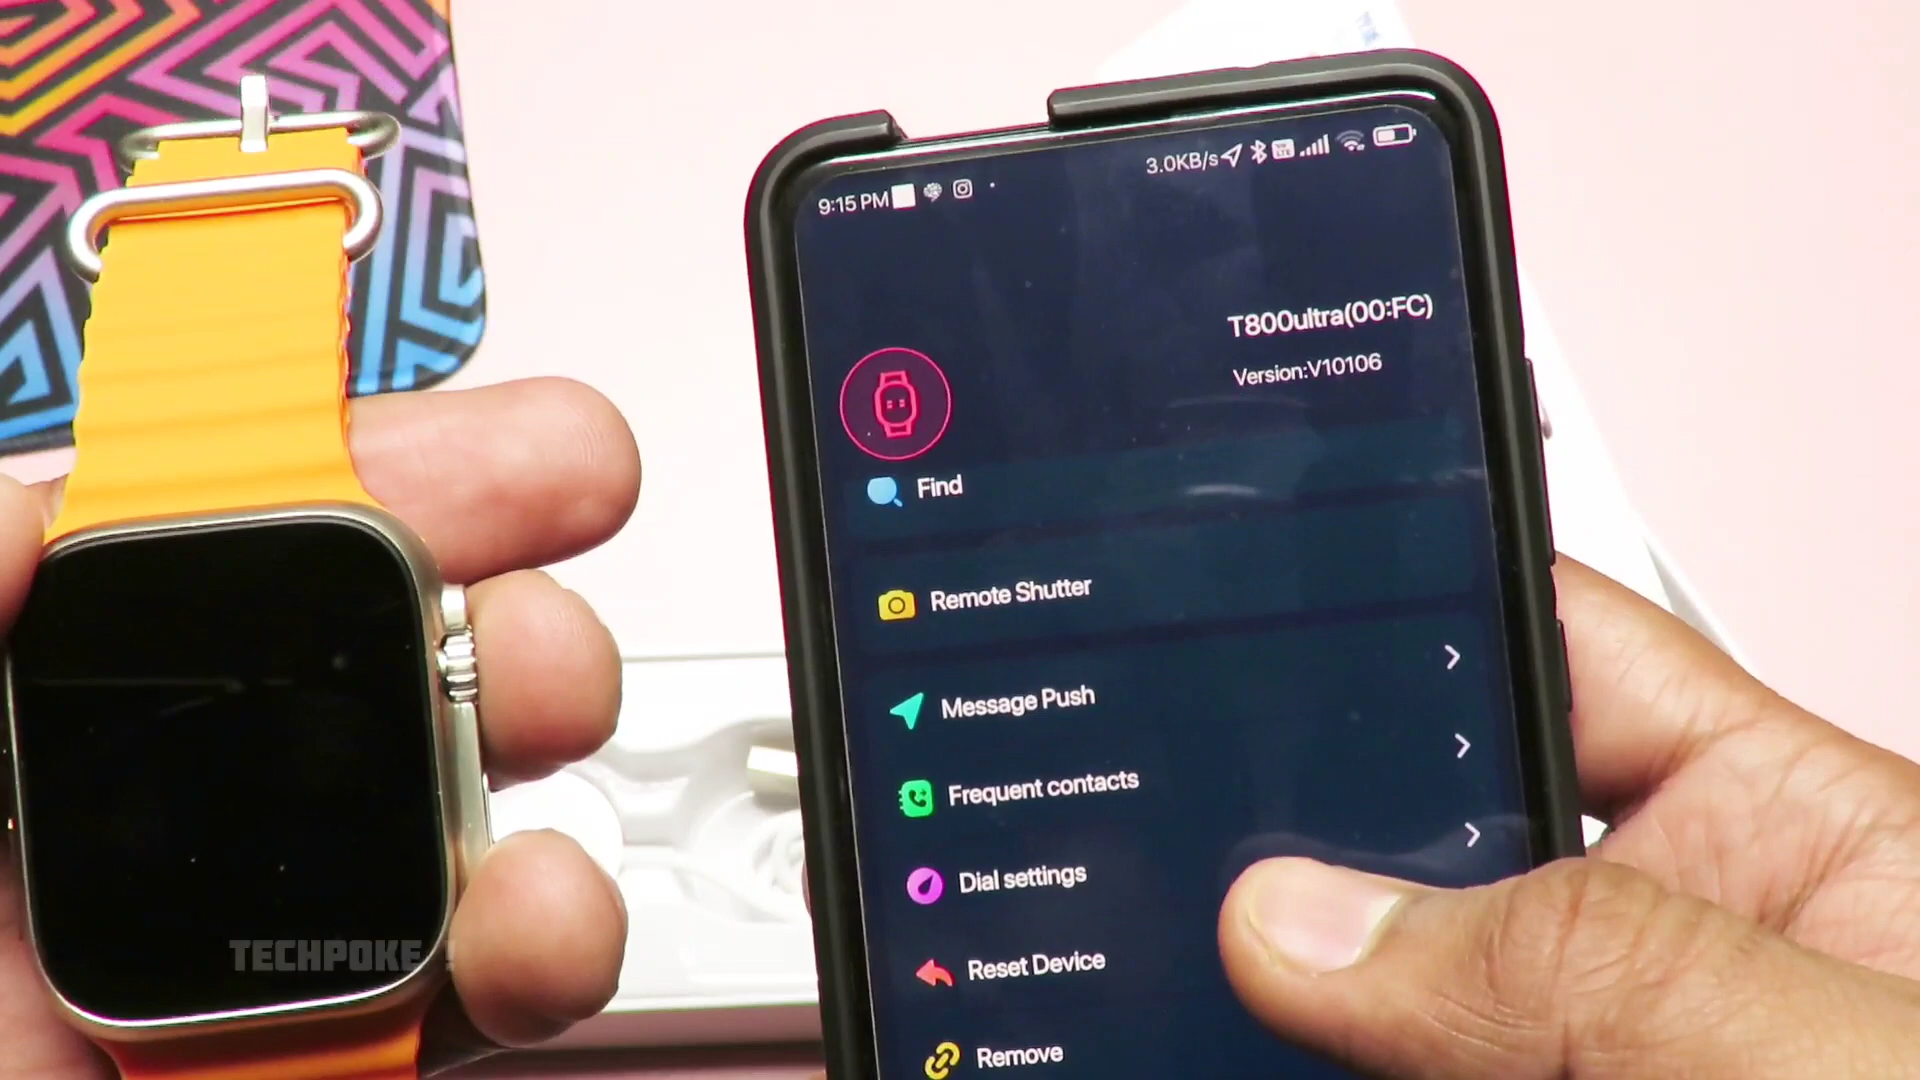 9:15 PM
3.0KB/s
T800ultra(00:FC)
Version:V10106
Find
Remote Shutter
Message Push
Frequent contacts
Dial settings
Reset Device
Remove
TECHPOKE !